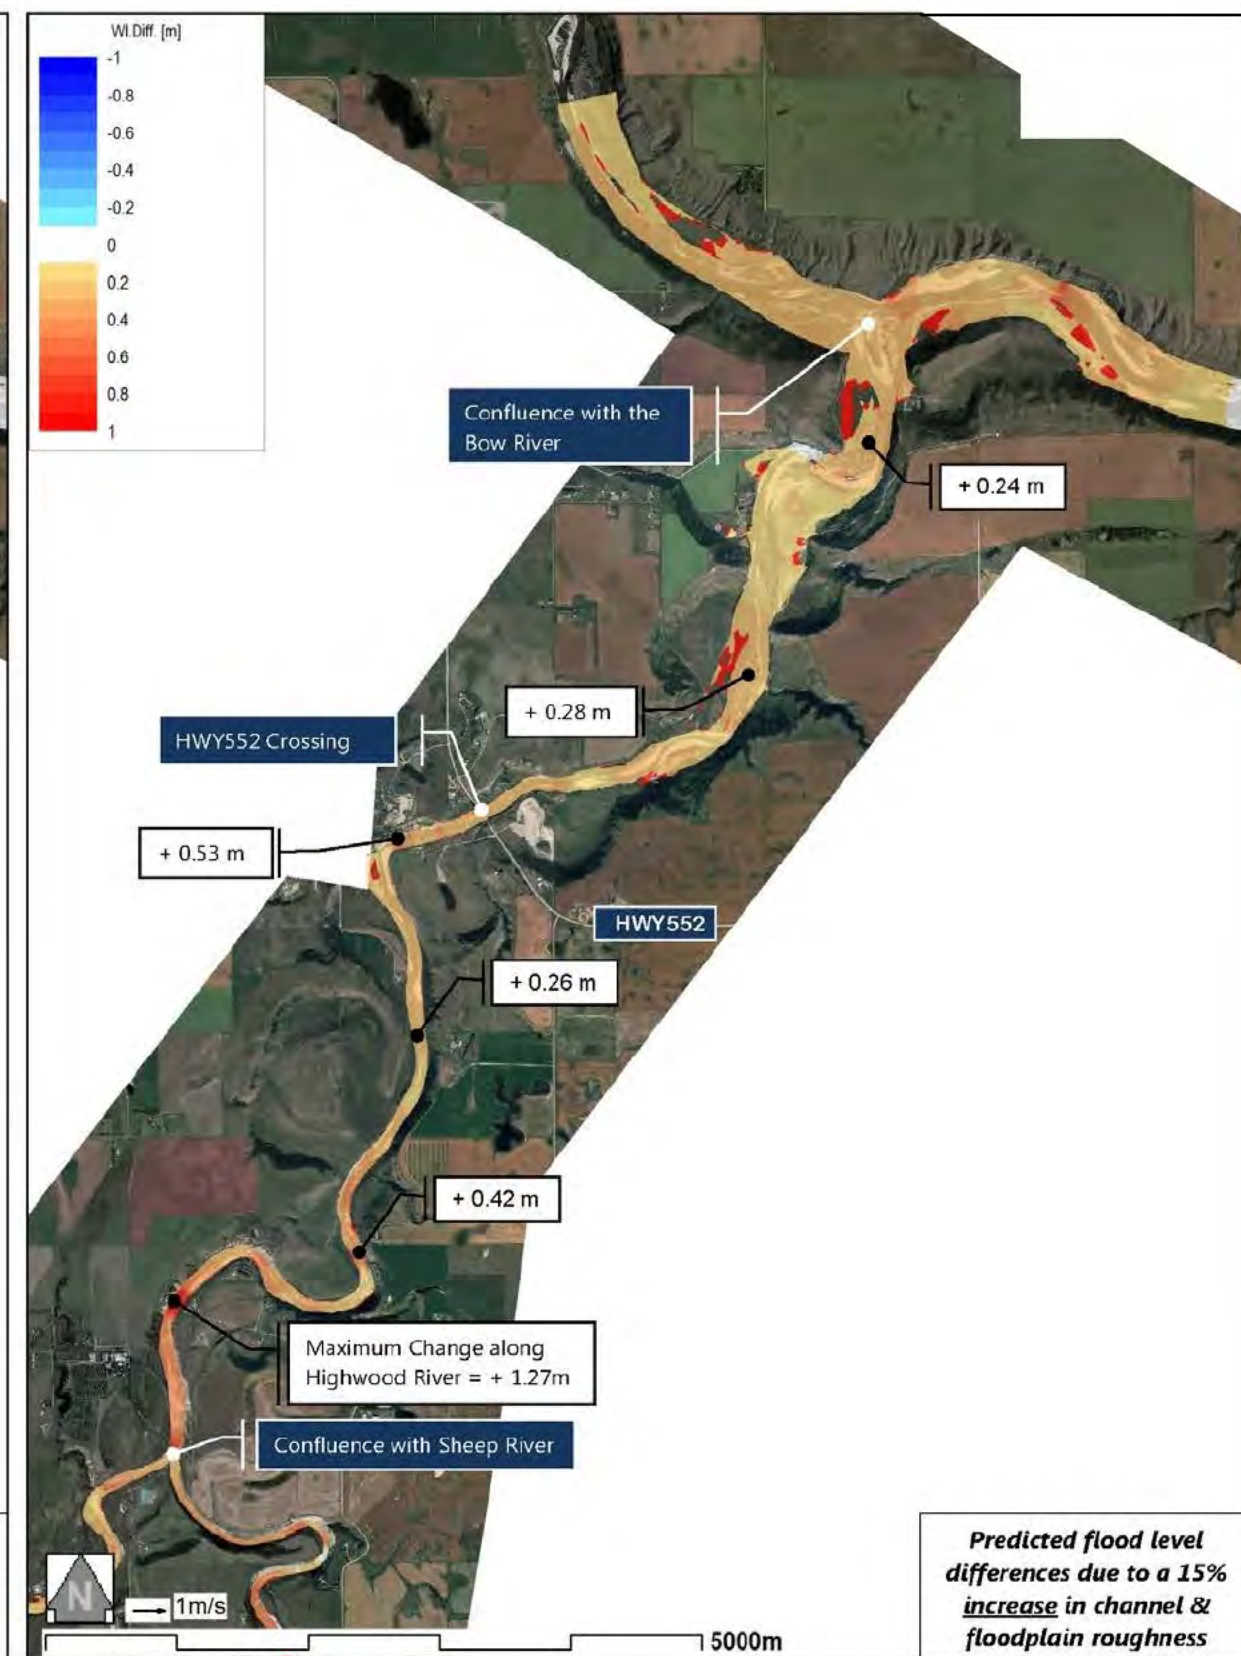 WI.Diff. [m]
-1
-0.8
-0.6
-0.4
-0.2
0
0.2
0.4
0.6
0.8
1
Confluence with the
Bow River
+ 0.24 m
+ 0.28 m
HWY552 Crossing
+ 0.53 m
HWY552
+ 0.26 m
+ 0.42 m
Maximum Change along
Highwood River = + 1.27m
Confluence with Sheep River
N
1m/s
5000m
Predicted flood level
differences due to a 15%
increase in channel &
floodplain roughness